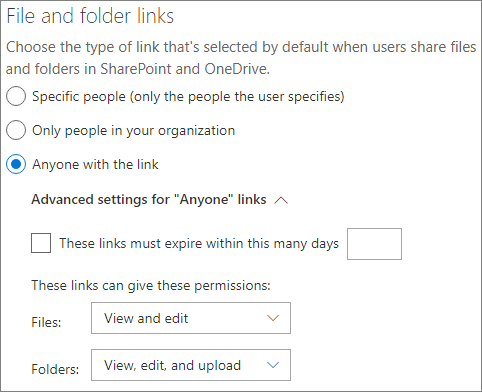 File and folder links
Choose the type of link that's selected by default when users share files
and folders in SharePoint and OneDrive.
Specific people (only the people the user specifies)
Only people in your organization
Anyone with the link
Advanced settings for "Anyone" links
These links must expire within this many days
These links can give these permissions:
Files: View and edit
Folders: View, edit, and upload